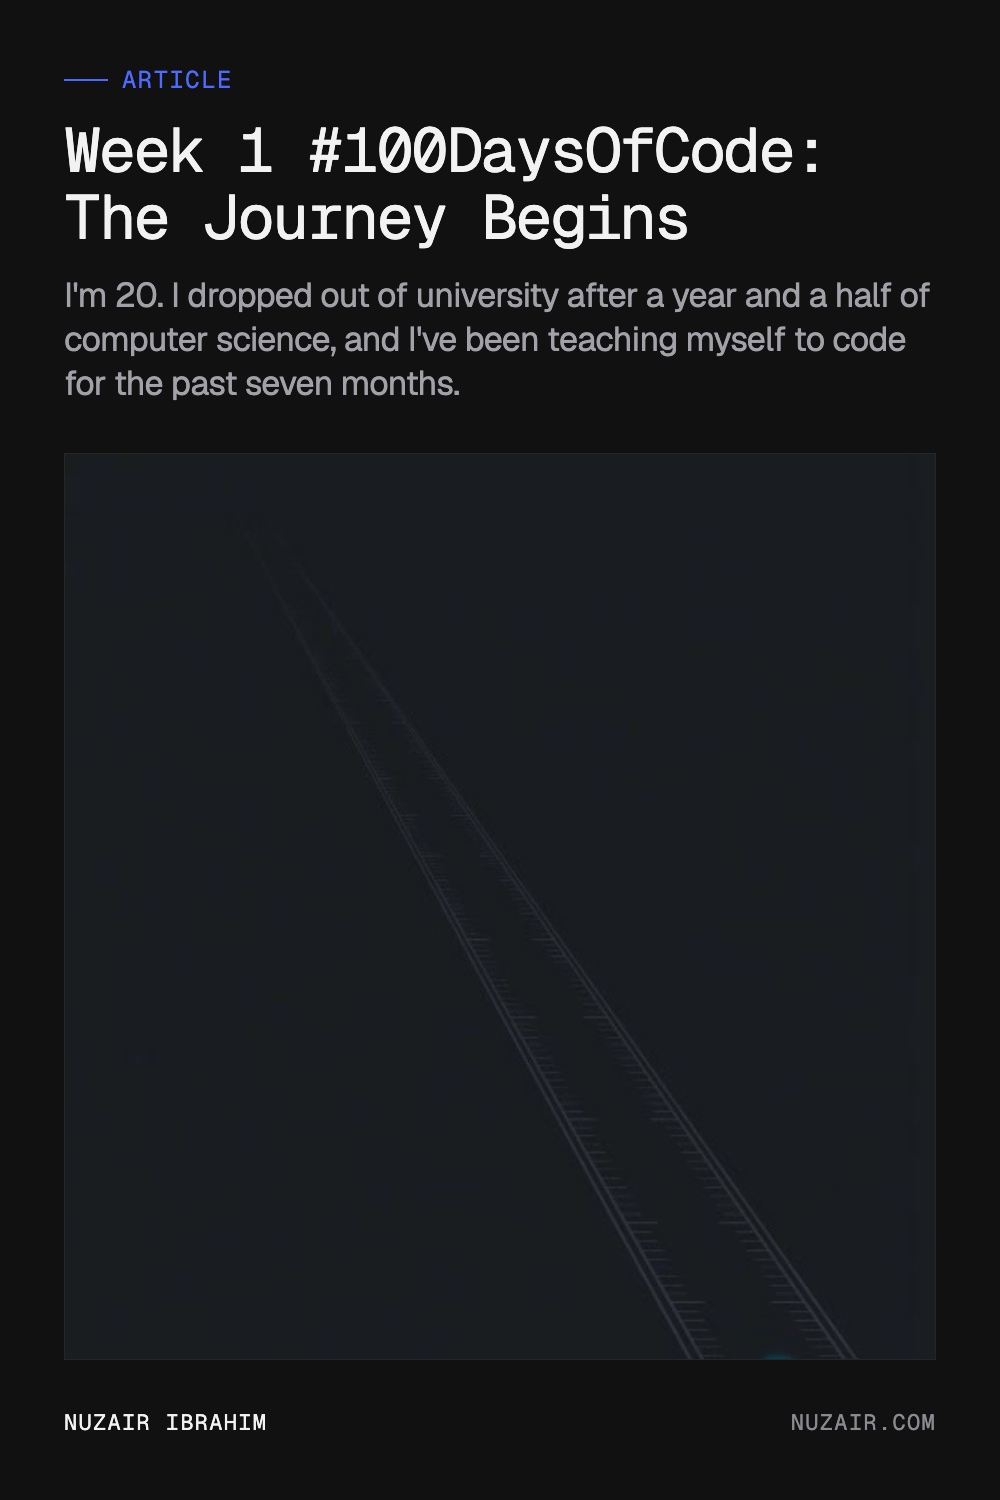 ARTICLE
Week 1 #100DaysOfCode:
The Journey Begins
I'm 20. I dropped out of university after a year and a half of
computer science, and I've been teaching myself to code
for the past seven months.
NUZAIR IBRAHIM
NUZAIR.COM